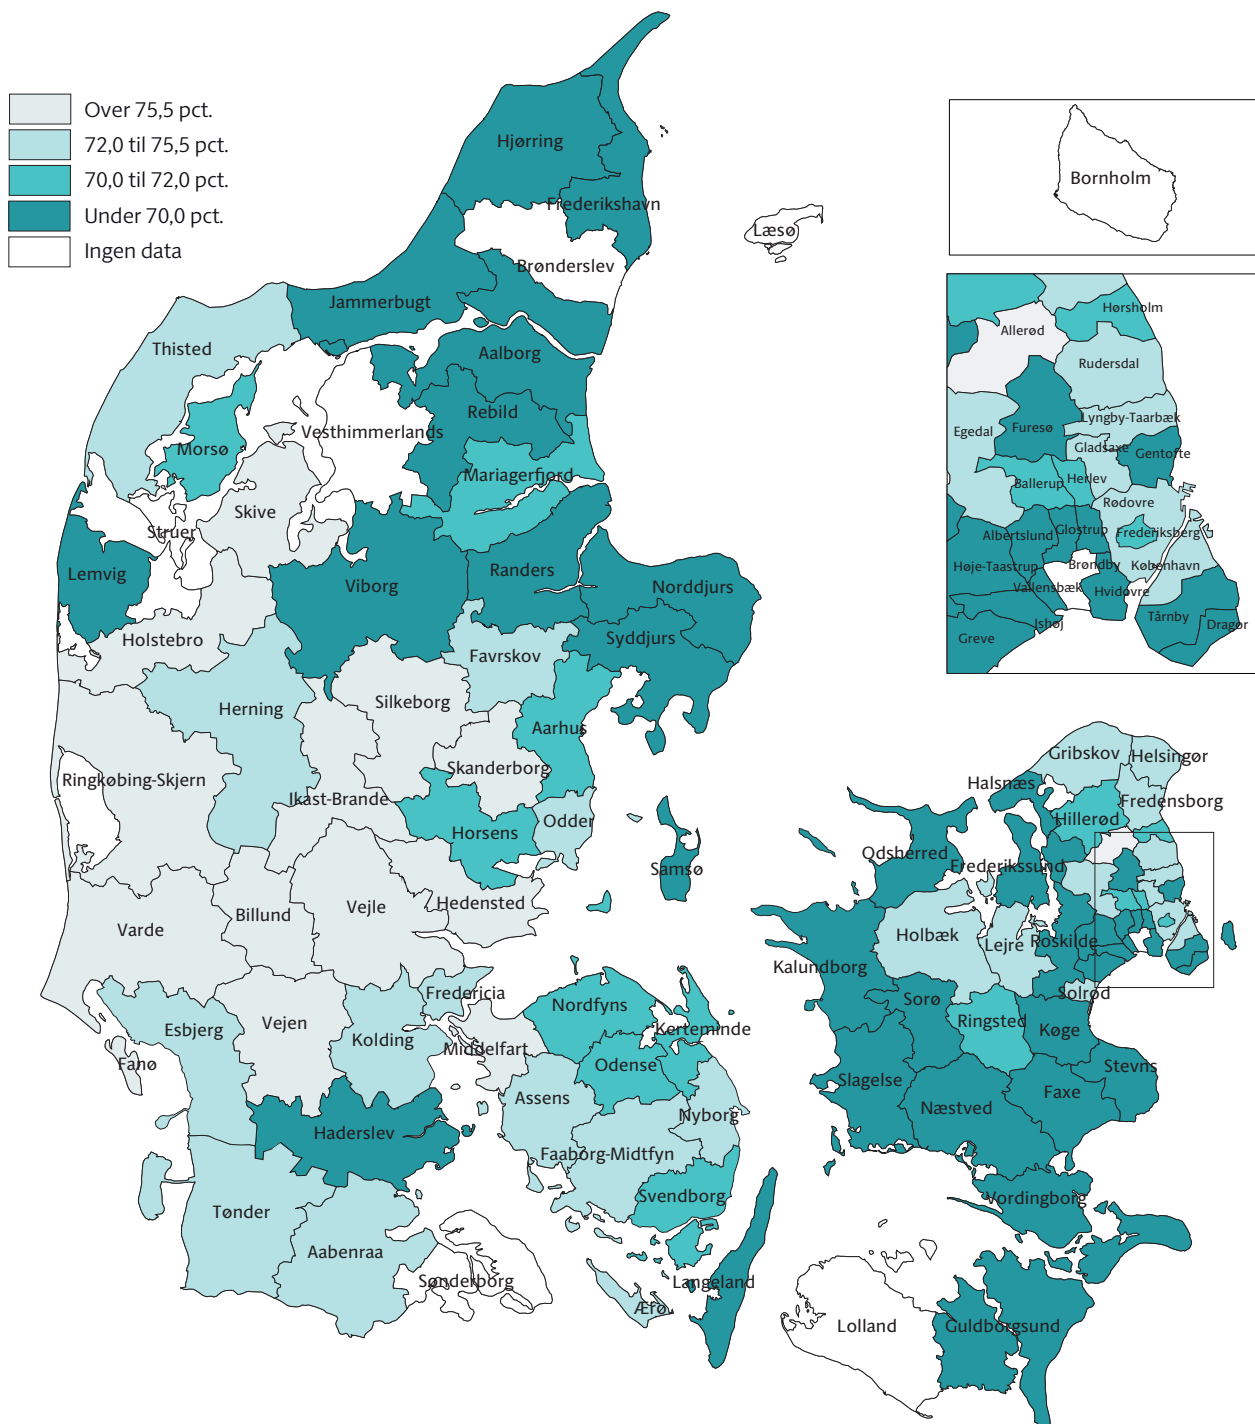 Over 75,5 pct.
72,0 til 75,5 pct.
70,0 til 72,0 pct.
Under 70,0 pct.
Ingen data
Hjørring
Frederikshavn
Læsø
Brønderslev
Jammerbugt
Thisted
Aalborg
Rebild
Vesthimmerlands
Morsø
Mariagerfjord
Skive
Struer
Lemvig
Viborg
Randers
Norddjurs
Syddjurs
Holstebro
Favrskov
Herning
Silkeborg
Aarhus
Skanderborg
Ringkøbing-Skjern
Ikast-Brande
Horsens
Odder
Samsø
Hedensted
Vejle
Billund
Varde
Fredericia
Esbjerg
Vejen
Kolding
Nordfyns
Kerteminde
Middelfart
Fanø
Odense
Assens
Nyborg
Haderslev
Faaborg-Midtfyn
Svendborg
Tønder
Aabenraa
Sønderborg
Langeland
Ærø
Bornholm
Hørsholm
Allerød
Rudersdal
Lyngby-Taarbæk
Egedal
Furesø
Gladsaxe
Gentofte
Ballerup
Herlev
Rødovre
Albertslund
Glostrup
Frederiksberg
Høje-Taastrup
Brøndby
København
Vallensbæk
Hvidovre
Ishøj
Tårnby
Dragør
Greve
Gribskov
Helsingør
Halsnæs
Fredensborg
Hillerød
Odsherred
Frederikssund
Holbæk
Lejre
Roskilde
Kalundborg
Solrød
Sorø
Ringsted
Køge
Stevns
Slagelse
Faxe
Næstved
Vordingborg
Lolland
Guldborgsund